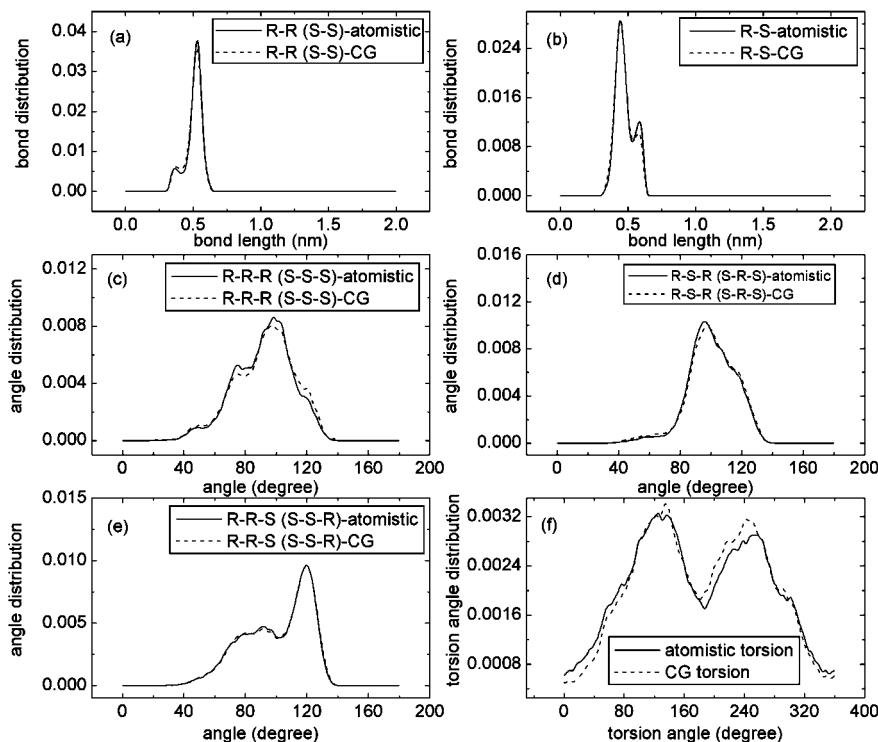 (a)
R-R (S-S)-atomistic
R-R (S-S)-CG
bond distribution
0.04
0.03
0.02
0.01
0.00
0.0 0.5 1.0 1.5 2.0
bond length (nm)
(b)
R-S-atomistic
R-S-CG
bond distribution
0.024
0.016
0.008
0.000
0.0 0.5 1.0 1.5 2.0
bond length (nm)
(c)
R-R-R (S-S-S)-atomistic
R-R-R (S-S-S)-CG
angle distribution
0.012
0.008
0.004
0.000
0 40 80 120 160 200
angle (degree)
(d)
R-S-R (S-R-S)-atomistic
R-S-R (S-R-S)-CG
angle distribution
0.016
0.012
0.008
0.004
0.000
0 40 80 120 160 200
angle (degree)
(e)
R-R-S (S-S-R)-atomistic
R-R-S (S-S-R)-CG
angle distribution
0.015
0.010
0.005
0.000
0 40 80 120 160 200
angle (degree)
(f)
atomistic torsion
CG torsion
torsion angle distribution
0.0032
0.0024
0.0016
0.0008
0 80 160 240 320 400
torsion angle (degree)